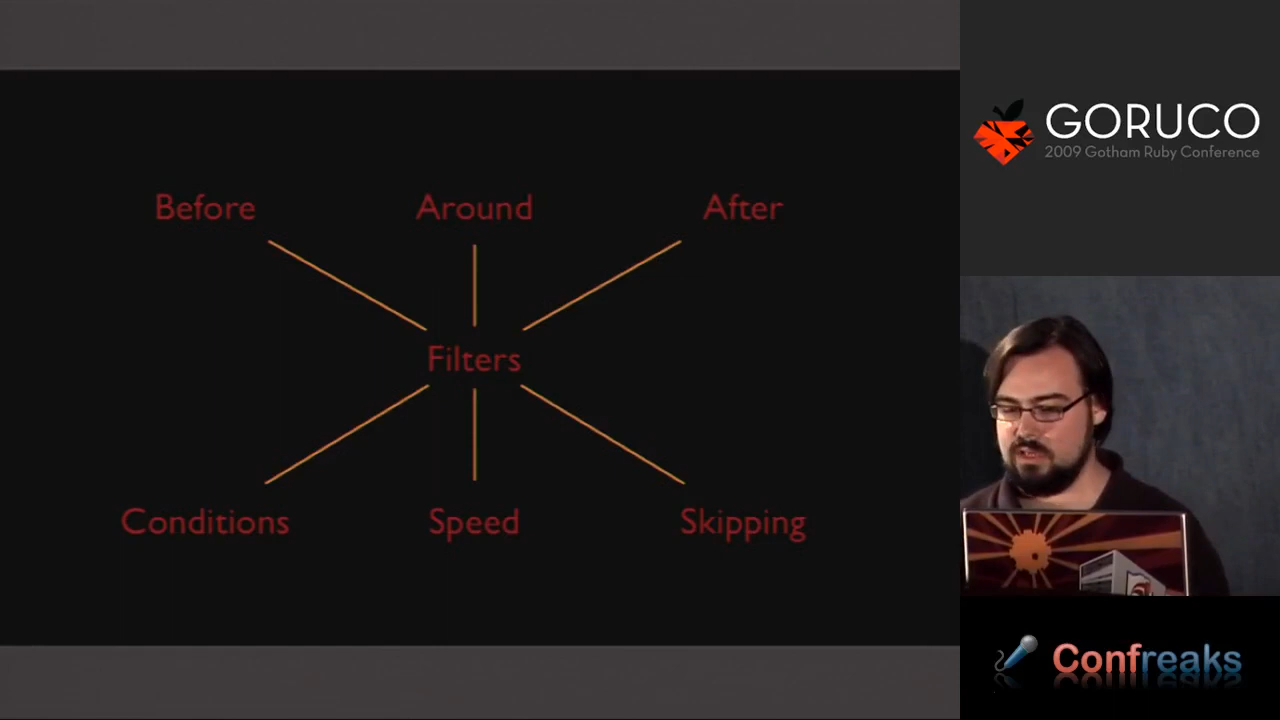 Before
Around
After
Filters
Conditions
Speed
Skipping
GORUCO
2009 Gotham Ruby Conference
Confreaks